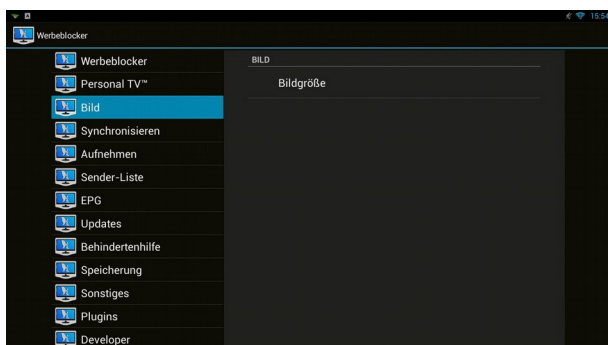 15:54
Werbeblocker
Werbeblocker
Personal TV™
Bild
Synchronisieren
Aufnehmen
Sender-Liste
EPG
Updates
Behindertenhilfe
Speicherung
Sonstiges
Plugins
Developer
BILD
Bildgröße